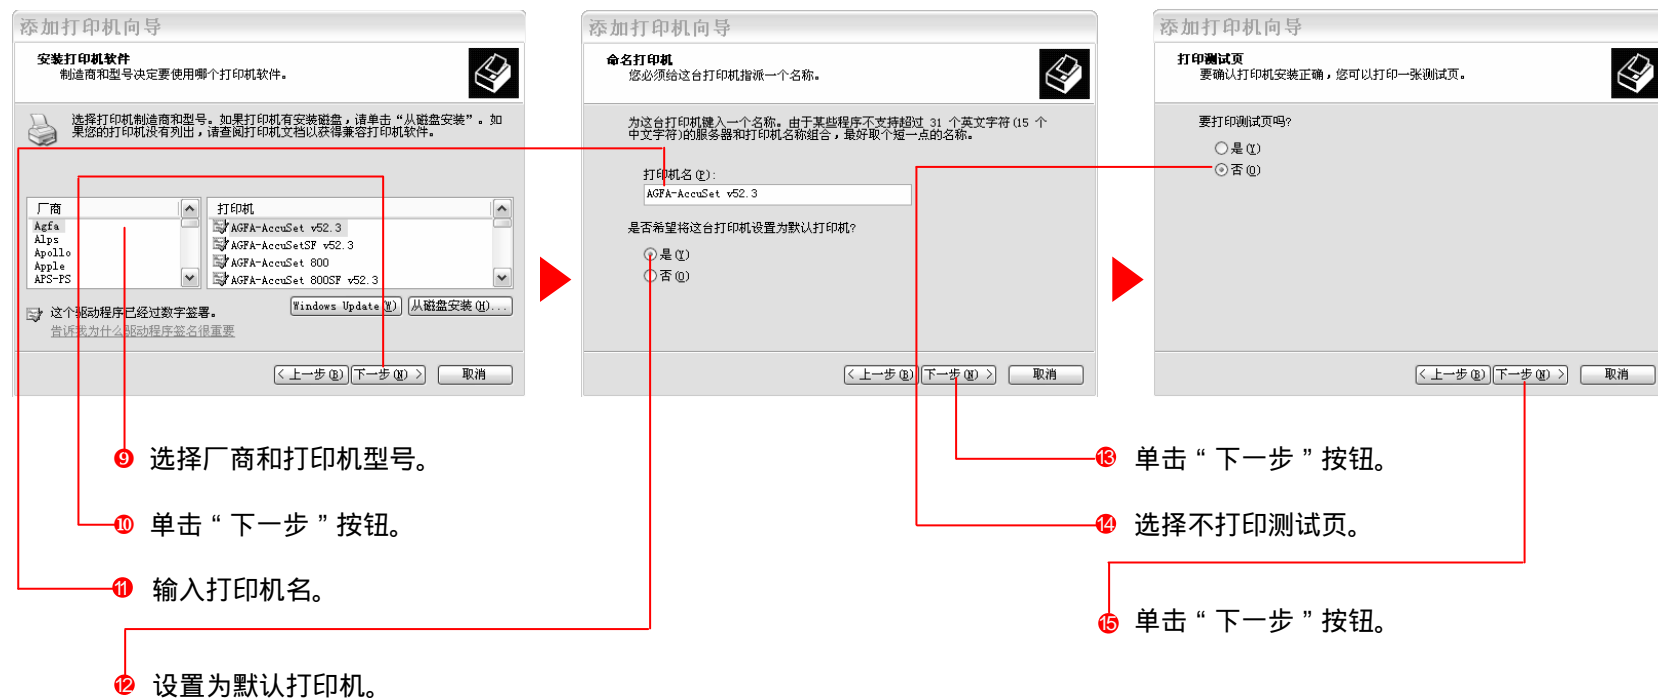 添加打印机向导
安装打印机软件
制造商和型号决定要使用哪个打印机软件。
选择打印机制造商和型号。如果打印机有安装磁盘，请单击“从磁盘安装”。如
果您的打印机没有列出，请查阅打印机文档以获得兼容打印机软件。
厂商
Agfa
Alps
Apollo
Apple
APS-PS
打印机
AGFA-AccuSet v52.3
AGFA-AccuSetSF v52.3
AGFA-AccuSet 800
AGFA-AccuSet 800SF v52.3
这个驱动程序已经过数字签署。
告诉我为什么驱动程序签名很重要
Windows Update(W)
从磁盘安装(H)...
< 上一步(B)
下一步(N) >
取消
添加打印机向导
命名打印机
您必须给这台打印机指派一个名称。
为这台打印机键入一个名称。由于某些程序不支持超过 31 个英文字符(15 个
中文字符)的服务器和打印机名称组合，最好取个短一点的名称。
打印机名(P):
AGFA-AccuSet v52.3
是否希望将这台打印机设置为默认打印机?
是(Y)
否(O)
< 上一步(B)
下一步(N) >
取消
添加打印机向导
打印测试页
要确认打印机安装正确，您可以打印一张测试页。
要打印测试页吗?
是(Y)
否(O)
< 上一步(B)
下一步(N) >
取消
9 选择厂商和打印机型号。
10 单击“下一步”按钮。
11 输入打印机名。
12 设置为默认打印机。
13 单击“下一步”按钮。
14 选择不打印测试页。
15 单击“下一步”按钮。